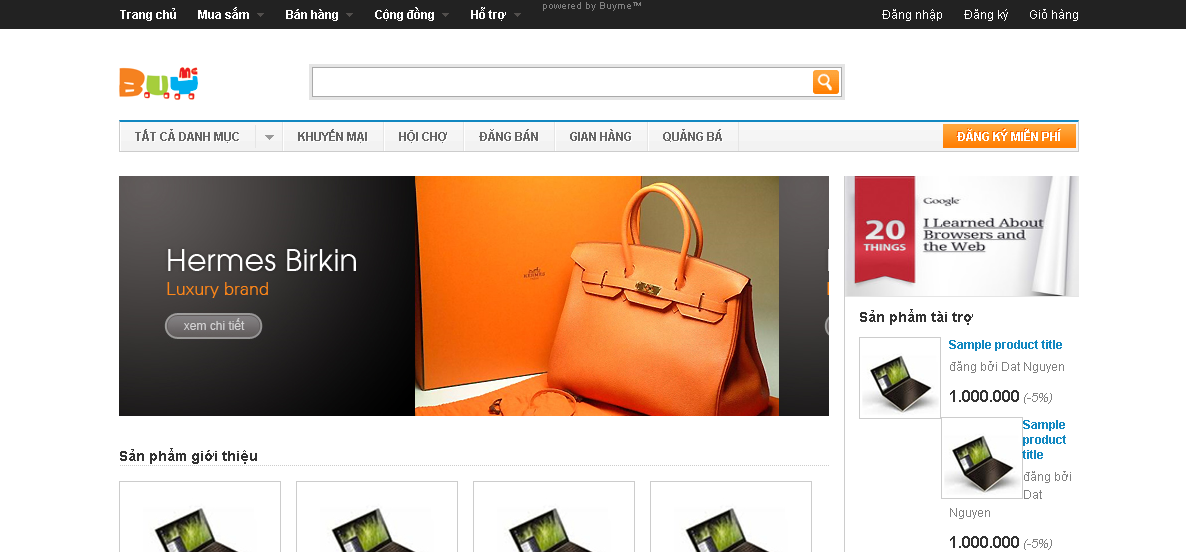 Trang chủ Mua sắm Bán hàng Cộng đồng Hỗ trợ powered by Buyme™ Đăng nhập Đăng ký Giỏ hàng
Buy me
TẤT CẢ DANH MỤC KHUYẾN MẠI HỘI CHỢ ĐĂNG BÁN GIAN HÀNG QUẢNG BÁ ĐĂNG KÝ MIỄN PHÍ
Hermes Birkin
Luxury brand
xem chi tiết
Google
20
THINGS
I Learned About
Browsers and
the Web
Sản phẩm tài trợ
Sample product title
đăng bởi Dat Nguyen
1.000.000 (-5%)
Sample
product
title
đăng bởi
Dat
Nguyen
1.000.000 (-5%)
Sản phẩm giới thiệu